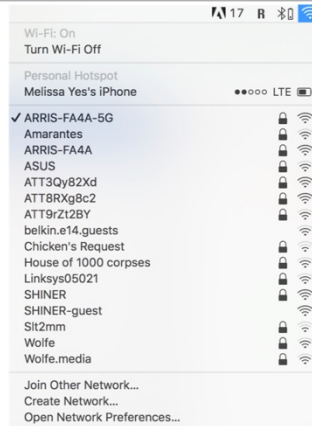 17 R
Wi-Fi: On
Turn Wi-Fi Off
Personal Hotspot
Melissa Yes's iPhone LTE
ARRIS-FA4A-5G
Amarantes
ARRIS-FA4A
ASUS
ATT3Qy82Xd
ATT8RXg8c2
ATT9rZt2BY
belkin.e14.guests
Chicken's Request
House of 1000 corpses
Linksys05021
SHINER
SHINER-guest
Slt2mm
Wolfe
Wolfe.media
Join Other Network...
Create Network...
Open Network Preferences...